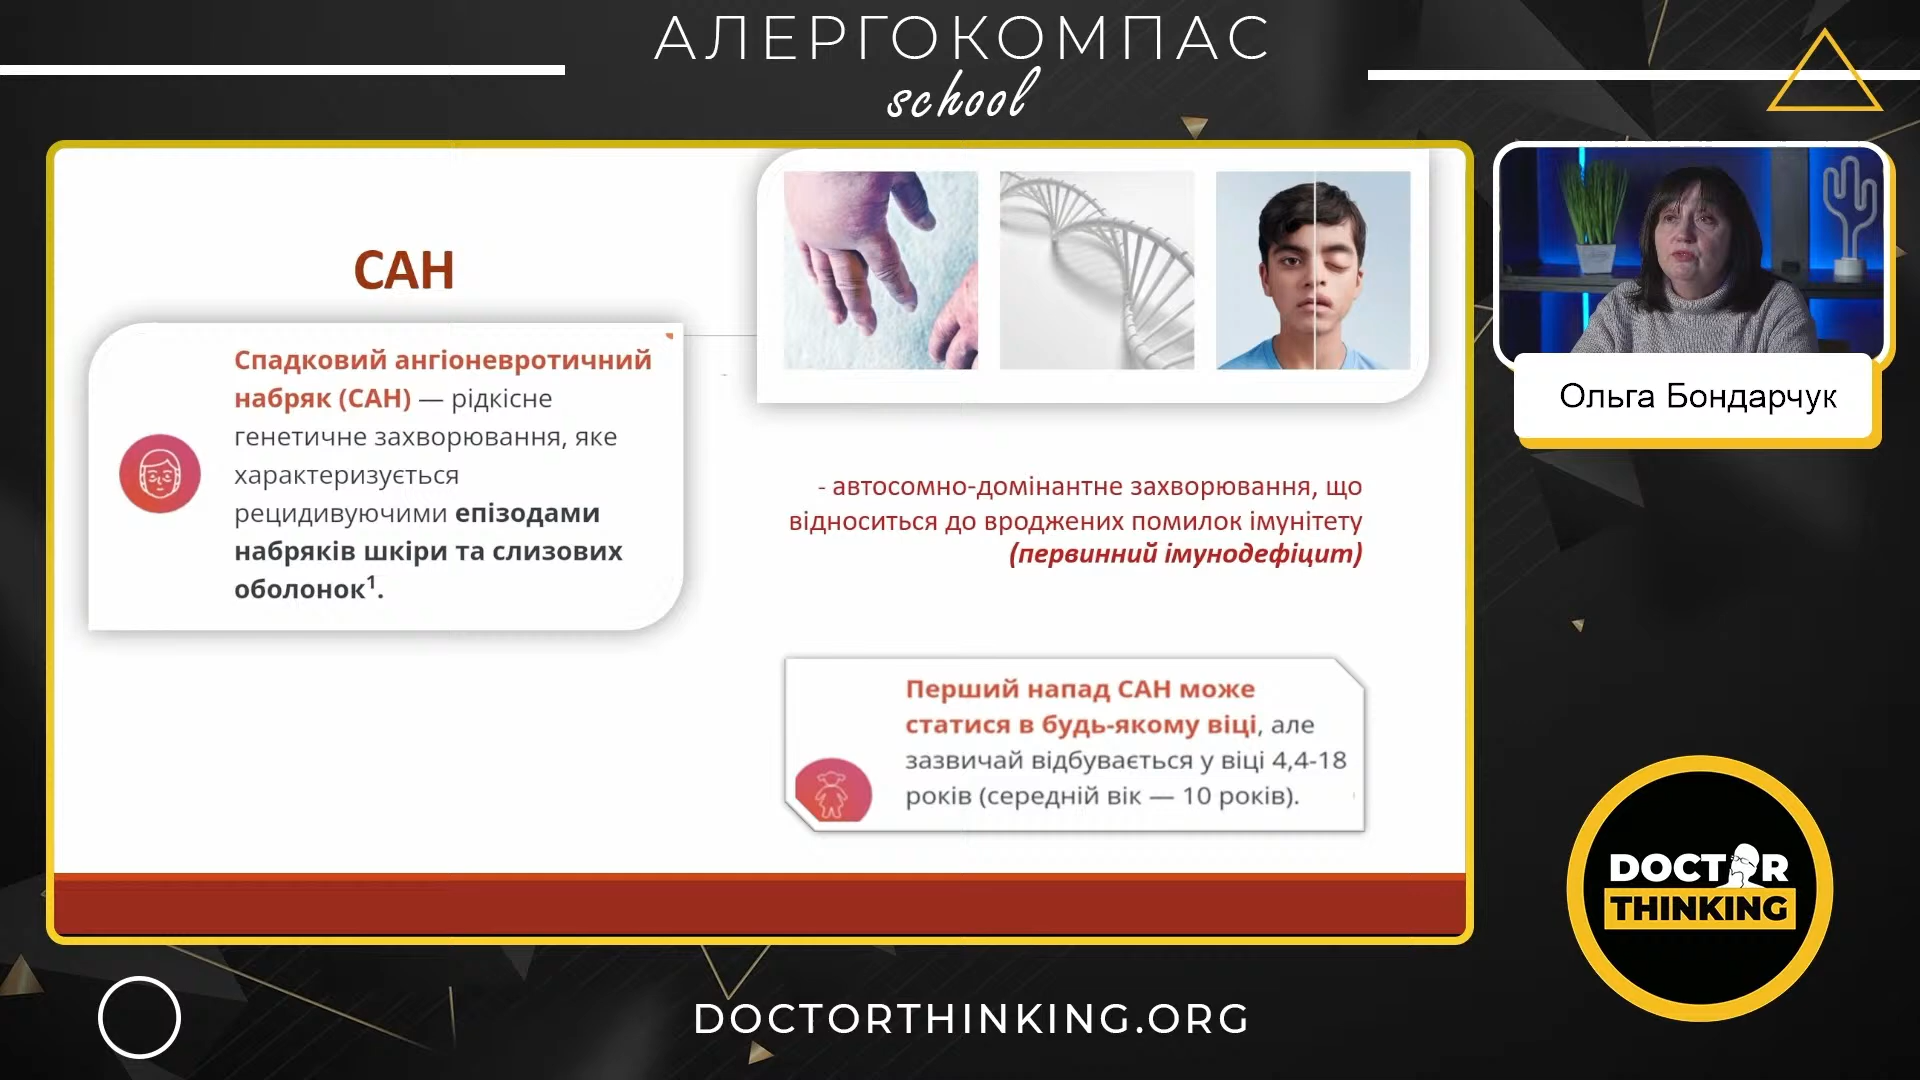 АЛЕРГОКОМПАС
school
САН
Спадковий ангіоневротичний
набряк (САН) — рідкісне
генетичне захворювання, яке
характеризується
рецидивуючими епізодами
набряків шкіри та слизових
оболонок¹.
- автосомно-домінантне захворювання, що
відноситься до вроджених помилок імунітету
(первинний імунодефіцит)
Перший напад САН може
статися в будь-якому віці, але
зазвичай відбувається у віці 4,4-18
років (середній вік — 10 років).
Ольга Бондарчук
DOCTOR
THINKING
DOCTORTHINKING.ORG